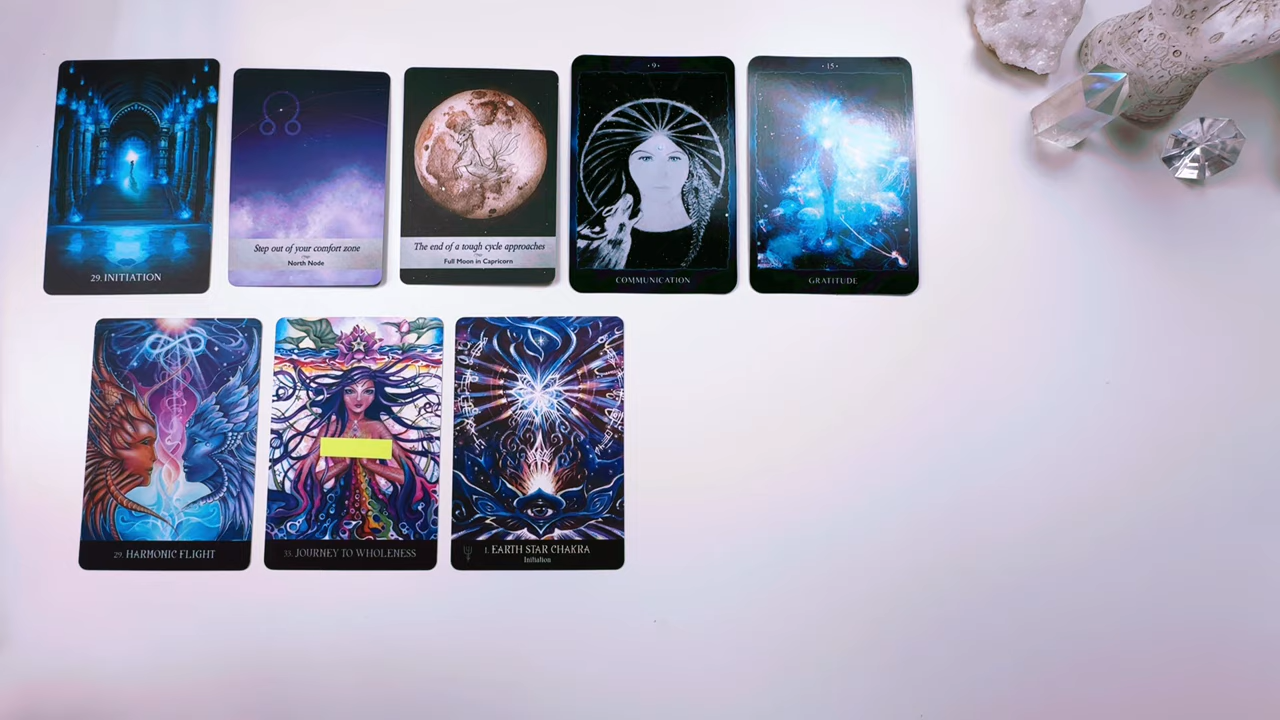 29. INITIATION
Step out of your comfort zone
North Node
The end of a tough cycle approaches
Full Moon in Capricorn
· 9 ·
COMMUNICATION
· 15 ·
GRATITUDE
29. HARMONIC FLIGHT
33. JOURNEY TO WHOLENESS
1. EARTH STAR CHAKRA
Initiation